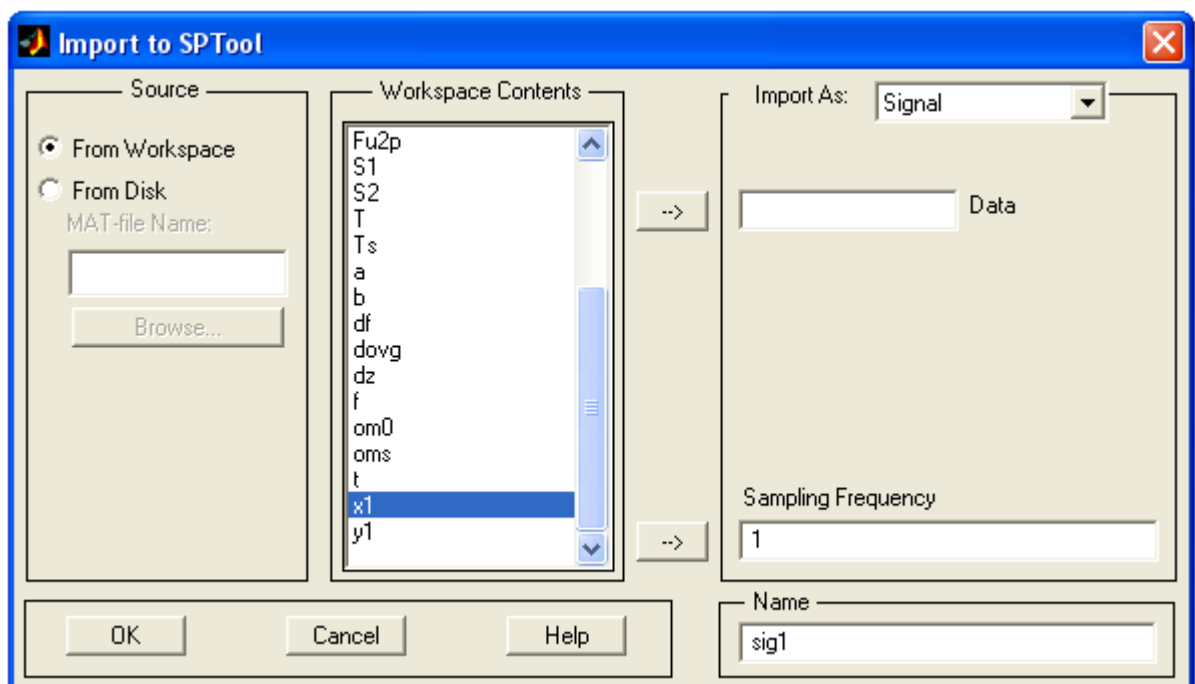 Import to SPTool
Source
From Workspace
From Disk
MAT-file Name:
Browse...
Workspace Contents
Fu2p
S1
S2
T
Ts
a
b
df
dovg
dz
f
om0
oms
t
x1
y1
-->
-->
Import As:
Signal
Data
Sampling Frequency
1
OK
Cancel
Help
Name
sig1